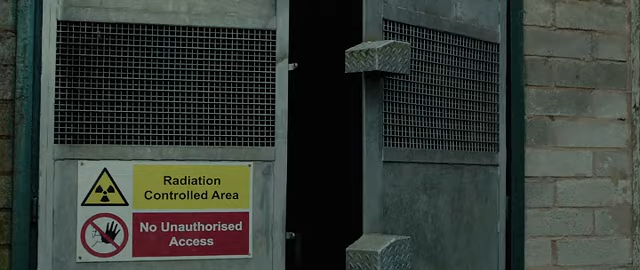 Radiation
Controlled Area
No Unauthorised
Access